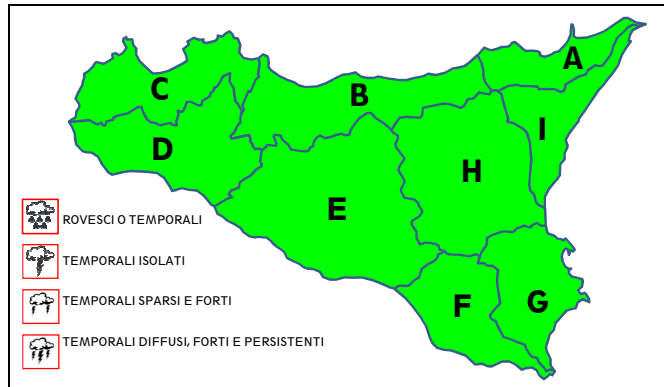 A
B
C
I
D
H
E
ROVESCI O TEMPORALI
TEMPORALI ISOLATI
F
G
TEMPORALI SPARSI E FORTI
TEMPORALI DIFFUSI, FORTI E PERSISTENTI